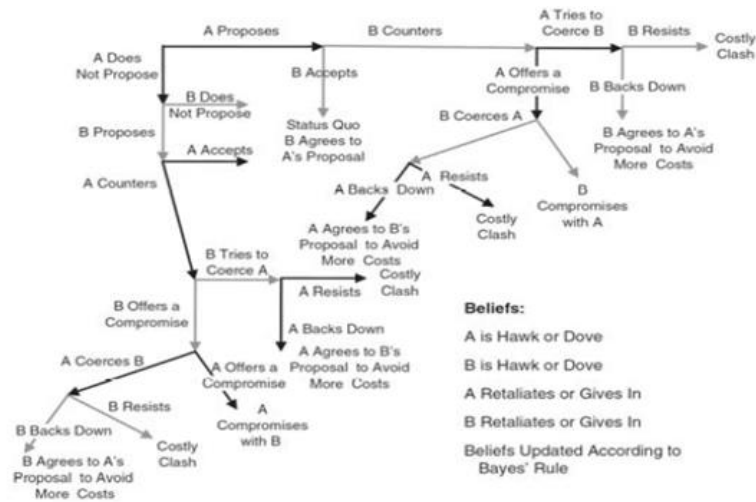 A Proposes
B Counters
A Tries to
Coerce B
B Resists
Costly
Clash
A Does
Not Propose
B Accepts
A Offers a
Compromise
B Backs Down
B Does
Not Propose
Status Quo
B Agrees to
A's Proposal
B Coerces A
B Agrees to A's
Proposal to Avoid
More Costs
B Proposes
A Accepts
A Counters
A Backs Down
A Resists
B
Compromises
with A
Costly
Clash
A Agrees to B's
Proposal to Avoid
More Costs
B Tries to
Coerce A
A Resists
Costly
Clash
B Offers a
Compromise
A Backs Down
A Coerces B
A Offers a
Compromise
A Agrees to B's
Proposal to Avoid
More Costs
B Resists
A
Compromises
with B
B Backs Down
Costly
Clash
B Agrees to A's
Proposal to Avoid
More Costs
Beliefs:
A is Hawk or Dove
B is Hawk or Dove
A Retaliates or Gives In
B Retaliates or Gives In
Beliefs Updated According to
Bayes' Rule